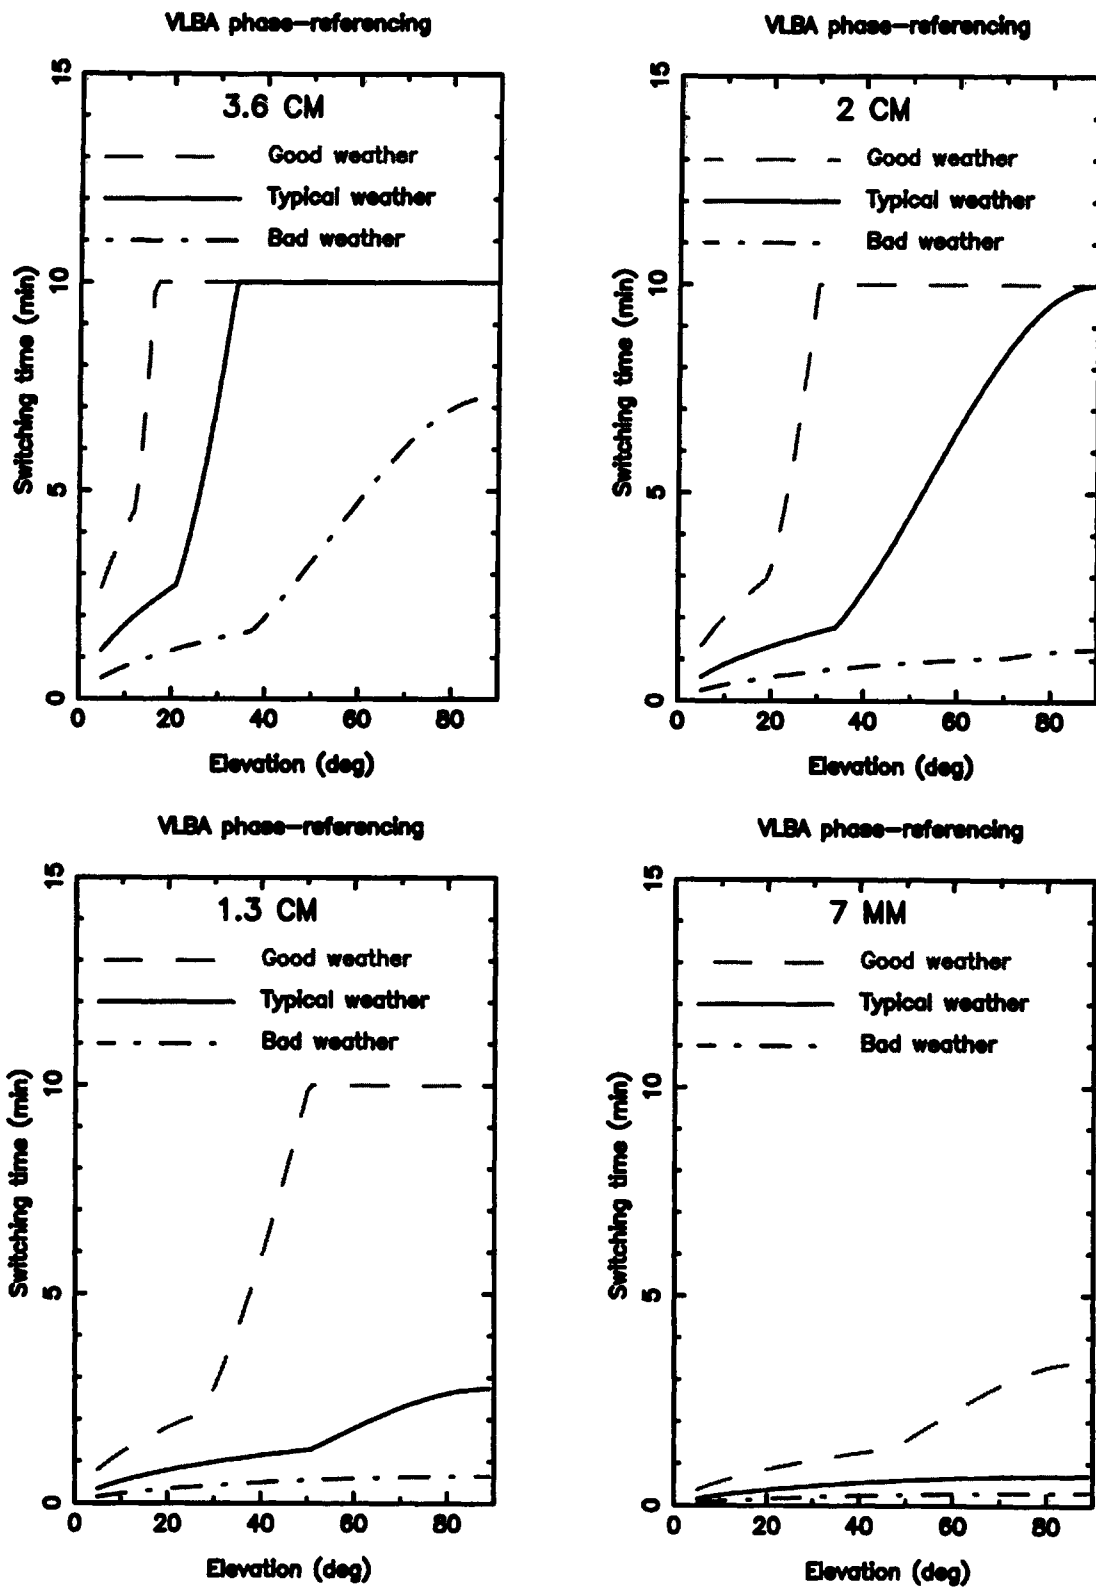 VLBA phase-referencing
15
3.6 CM
Good weather
Typical weather
Bad weather
10
5
0
Switching time (min)
0 20 40 60 80
Elevation (deg)
VLBA phase-referencing
15
2 CM
Good weather
Typical weather
Bad weather
10
5
0
Switching time (min)
0 20 40 60 80
Elevation (deg)
VLBA phase-referencing
15
1.3 CM
Good weather
Typical weather
Bad weather
10
5
0
Switching time (min)
0 20 40 60 80
Elevation (deg)
VLBA phase-referencing
15
7 MM
Good weather
Typical weather
Bad weather
10
5
0
Switching time (min)
0 20 40 60 80
Elevation (deg)